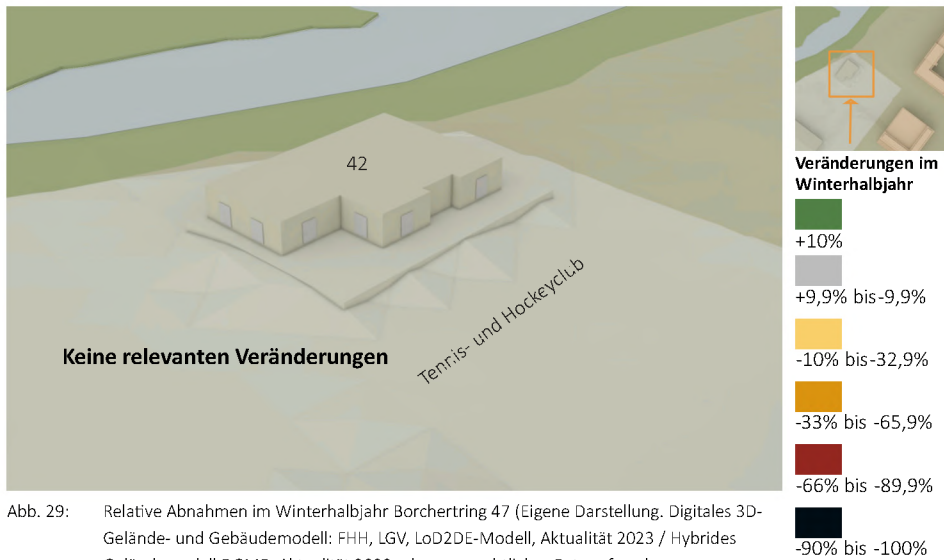 42
Tennis- und Hockeyclub
Keine relevanten Veränderungen
Veränderungen im
Winterhalbjahr
+10%
+9,9% bis -9,9%
-10% bis -32,9%
-33% bis -65,9%
-66% bis -89,9%
-90% bis -100%
Abb. 29: Relative Abnahmen im Winterhalbjahr Borchertring 47 (Eigene Darstellung. Digitales 3D-
Gelände- und Gebäudemodell: FHH, LGV, LoD2DE-Modell, Aktualität 2023 / Hybrides